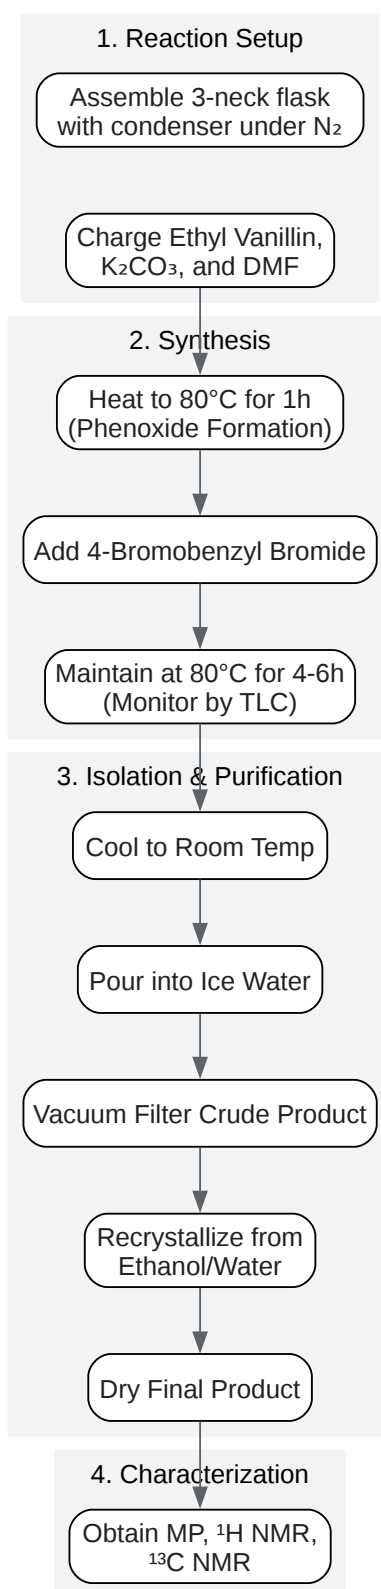 1. Reaction Setup
Assemble 3-neck flask
with condenser under N₂
Charge Ethyl Vanillin,
K₂CO₃, and DMF
2. Synthesis
Heat to 80°C for 1h
(Phenoxide Formation)
Add 4-Bromobenzyl Bromide
Maintain at 80°C for 4-6h
(Monitor by TLC)
3. Isolation & Purification
Cool to Room Temp
Pour into Ice Water
Vacuum Filter Crude Product
Recrystallize from
Ethanol/Water
Dry Final Product
4. Characterization
Obtain MP, ¹H NMR,
¹³C NMR